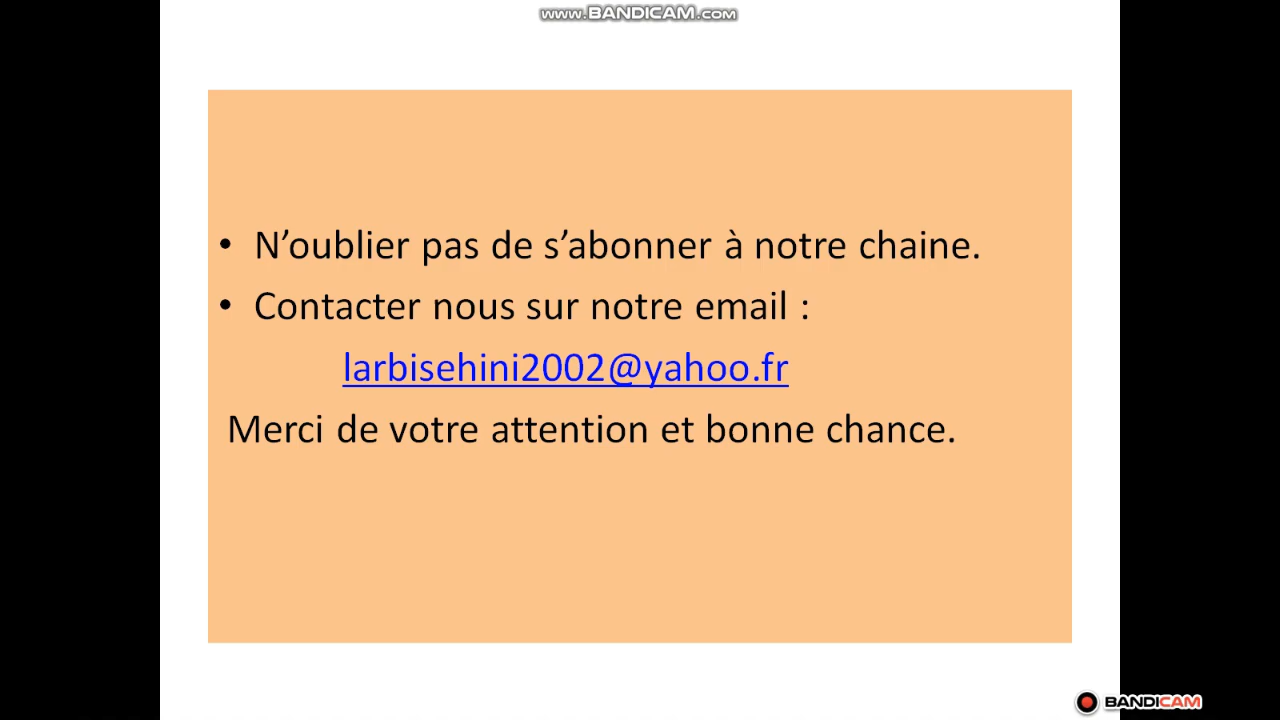 www.BANDICAM.com
• N’oublier pas de s’abonner à notre chaine.
• Contacter nous sur notre email :
larbisehini2002@yahoo.fr
Merci de votre attention et bonne chance.
BANDICAM